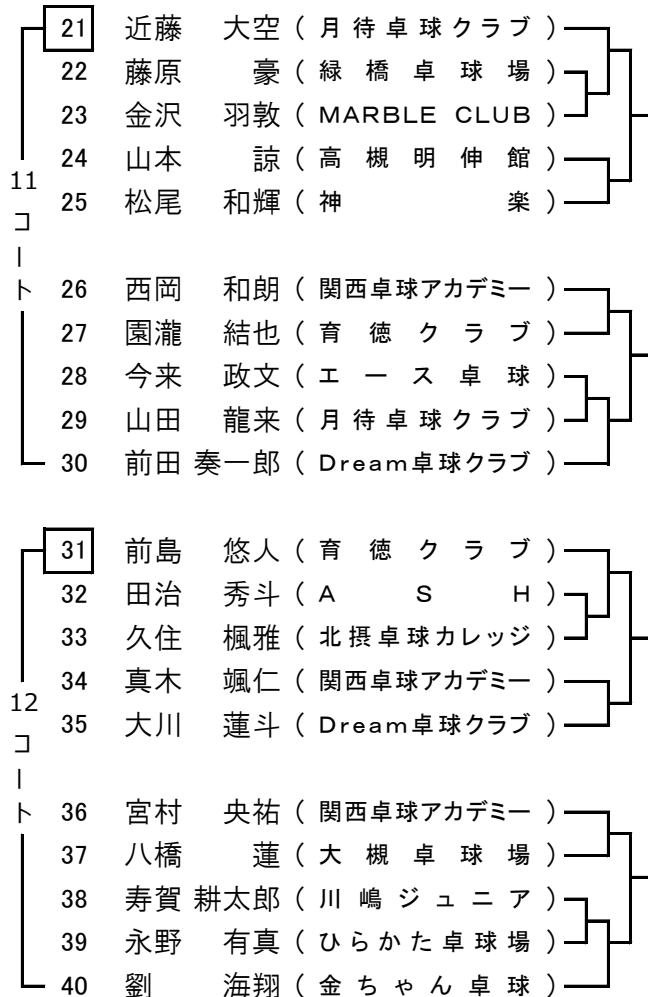 21 近藤 大空 ( 月待卓球クラブ )
22 藤原 豪 ( 緑橋卓球場 )
23 金沢 羽敦 ( MARBLE CLUB )
24 山本 諒 ( 高槻明伸館 )
25 松尾 和輝 ( 神楽 )
11コート
26 西岡 和朗 ( 関西卓球アカデミー )
27 園瀧 結也 ( 育徳クラブ )
28 今来 政文 ( エース卓球 )
29 山田 龍来 ( 月待卓球クラブ )
30 前田 奏一郎 ( Dream卓球クラブ )
31 前島 悠人 ( 育徳クラブ )
32 田治 秀斗 ( ASH )
33 久住 楓雅 ( 北摂卓球カレッジ )
34 真木 颯仁 ( 関西卓球アカデミー )
35 大川 蓮斗 ( Dream卓球クラブ )
12コート
36 宮村 央祐 ( 関西卓球アカデミー )
37 八橋 蓮 ( 大槻卓球場 )
38 寿賀 耕太郎 ( 川嶋ジュニア )
39 永野 有真 ( ひらかた卓球場 )
40 劉 海翔 ( 金ちゃん卓球 )